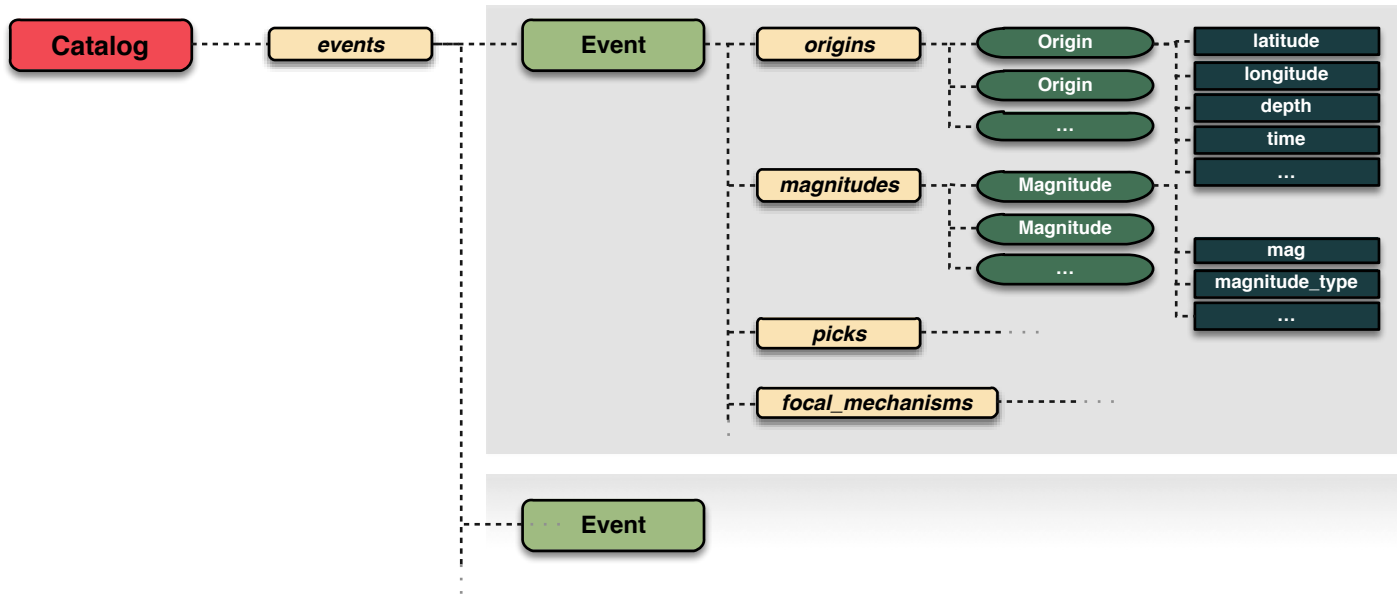 Catalog
events
Event
origins
Origin
Origin
...
latitude
longitude
depth
time
...
magnitudes
Magnitude
Magnitude
...
mag
magnitude_type
...
picks
focal_mechanisms
Event